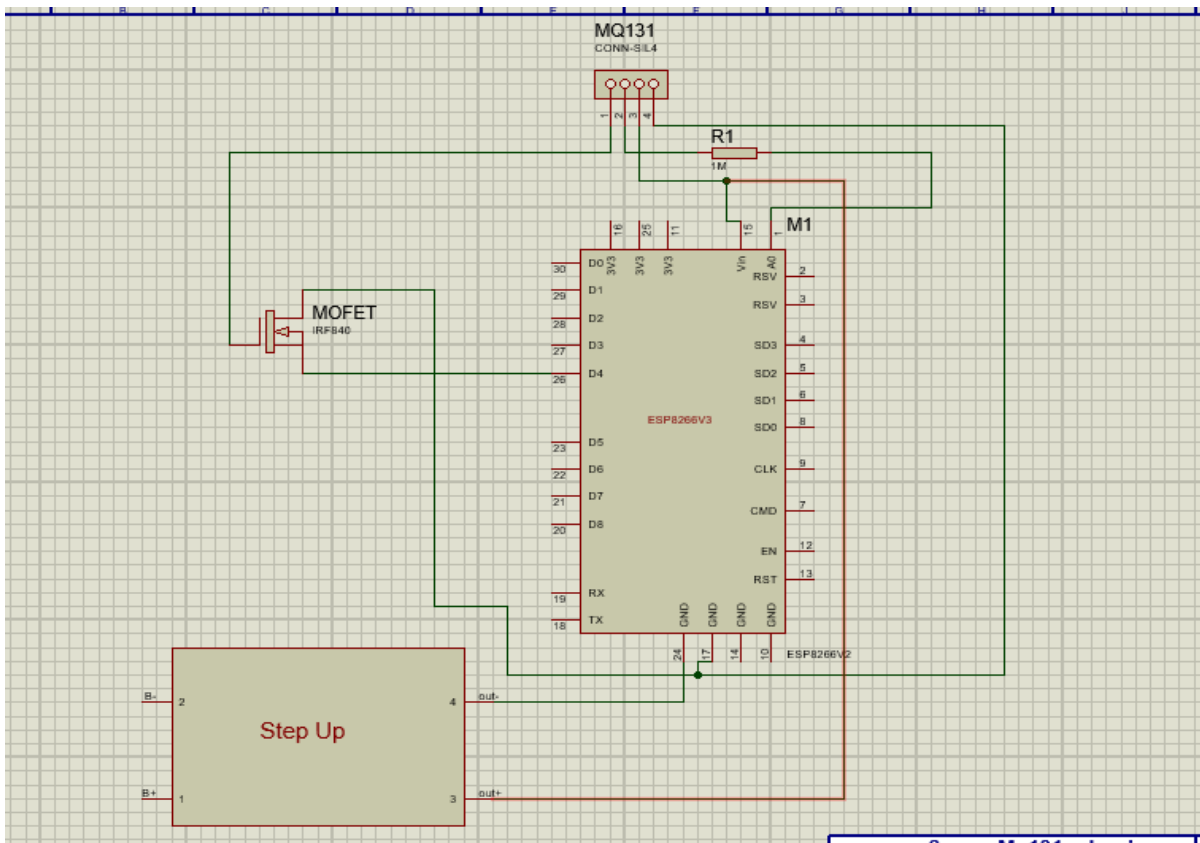 B C D E F G H I
MQ131
CONN-SIL4
1 2 3 4
R1
1M
M1
16 25 11 15 1
3V3 3V3 3V3 Vin A0
30 D0
29 D1
28 D2
27 D3
26 D4
23 D5
22 D6
21 D7
20 D8
19 RX
18 TX
RSV 2
RSV 3
SD3 4
SD2 5
SD1 6
SD0 8
CLK 9
CMD 7
EN 12
RST 13
ESP8266V3
GND GND GND GND
24 17 14 10
ESP8266V2
MOFET
IRF840
B- 2
4 out-
Step Up
B+ 1
3 out+